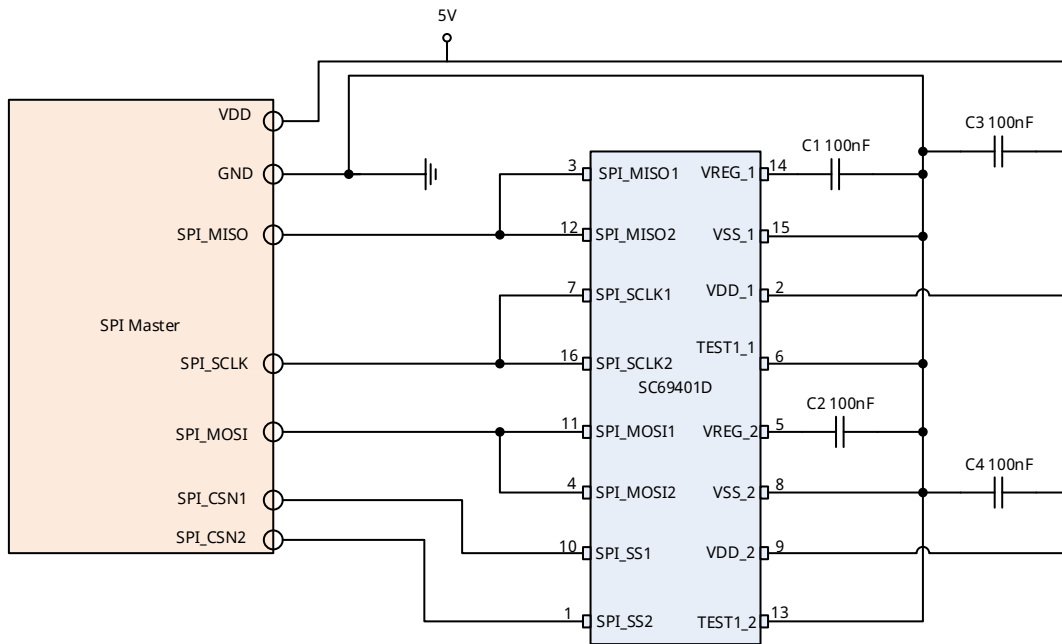 5V
VDD
GND
SPI_MISO
SPI Master
SPI_SCLK
SPI_MOSI
SPI_CSN1
SPI_CSN2
3 SPI_MISO1
12 SPI_MISO2
7 SPI_SCLK1
16 SPI_SCLK2
SC69401D
11 SPI_MOSI1
4 SPI_MOSI2
10 SPI_SS1
1 SPI_SS2
VREG_1 14
VSS_1 15
VDD_1 2
TEST1_1 6
VREG_2 5
VSS_2 8
VDD_2 9
TEST1_2 13
C1 100nF
C2 100nF
C3 100nF
C4 100nF